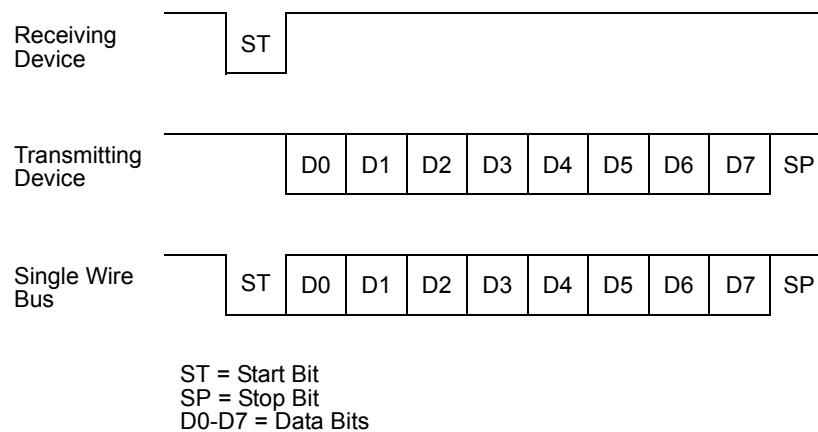 Receiving
Device
ST
Transmitting
Device
D0 D1 D2 D3 D4 D5 D6 D7 SP
Single Wire
Bus
ST D0 D1 D2 D3 D4 D5 D6 D7 SP
ST = Start Bit
SP = Stop Bit
D0-D7 = Data Bits